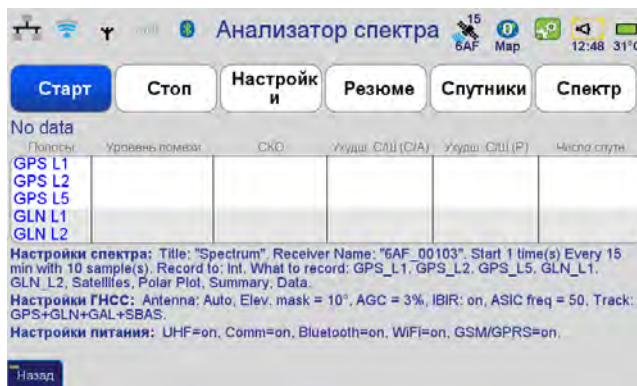 Анализатор спектра
15
6AF
Map
12:48 31°C
Старт
Стоп
Настройк
и
Резюме
Спутники
Спектр
No data
Полосы Уровень помехи СКО Ухудш. С/Ш (C/A) Ухудш. С/Ш (P) Число спутн.
GPS L1
GPS L2
GPS L5
GLN L1
GLN L2
Настройки спектра: Title: "Spectrum", Receiver Name: "6AF_00103". Start 1 time(s) Every 15
min with 10 sample(s). Record to: Int. What to record: GPS_L1, GPS_L2, GPS_L5, GLN_L1,
GLN_L2, Satellites, Polar Plot, Summary, Data.
Настройки ГНСС: Antenna: Auto, Elev. mask = 10°, AGC = 3%, IBIR: on, ASIC freq = 50, Track:
GPS+GLN+GAL+SBAS.
Настройки питания: UHF=on, Comm=on, Bluetooth=on, WiFi=on, GSM/GPRS=on.
Назад